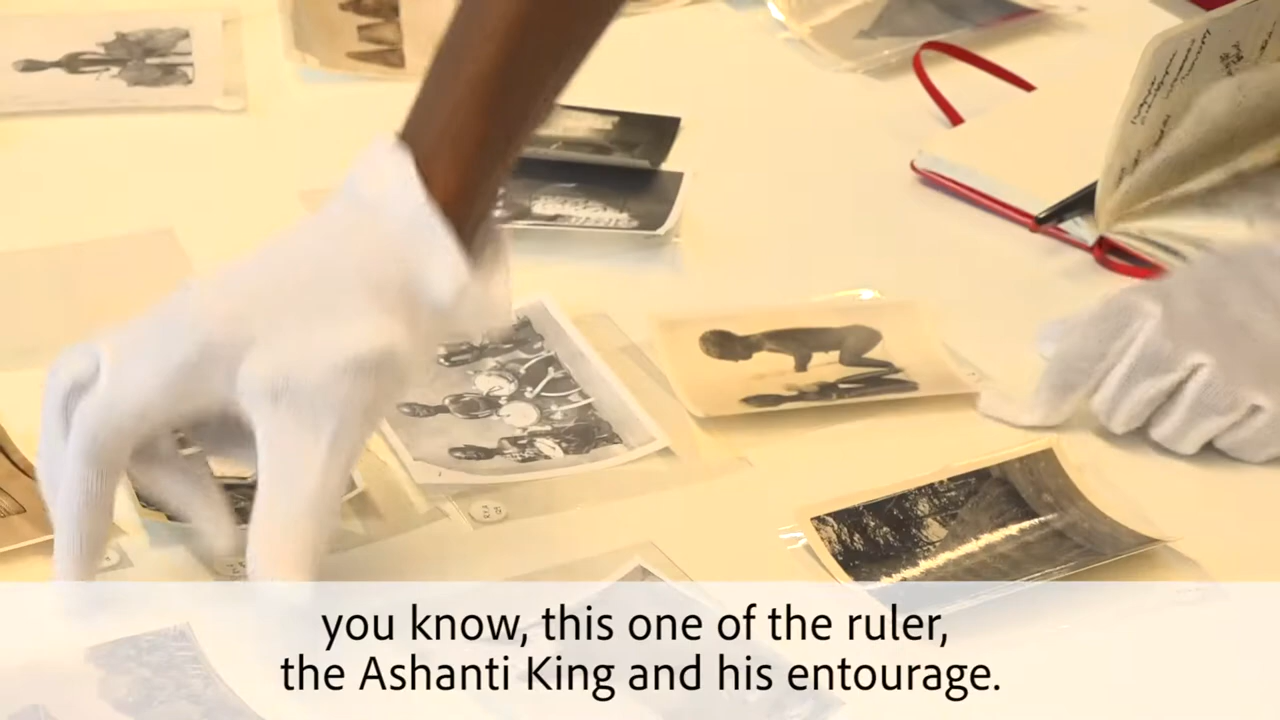 you know, this one of the ruler,
the Ashanti King and his entourage.